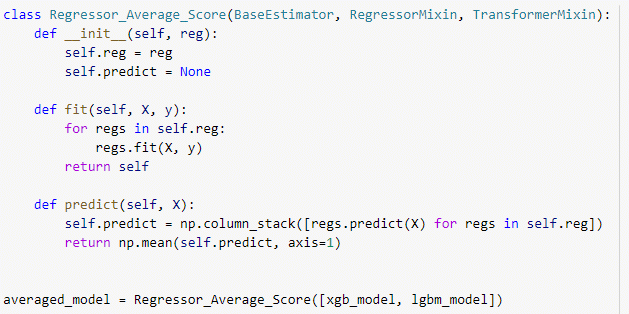 class Regressor_Average_Score(BaseEstimator, RegressorMixin, TransformerMixin):
    def __init__(self, reg):
        self.reg = reg
        self.predict = None

    def fit(self, X, y):
        for regs in self.reg:
            regs.fit(X, y)
        return self

    def predict(self, X):
        self.predict = np.column_stack([regs.predict(X) for regs in self.reg])
        return np.mean(self.predict, axis=1)


averaged_model = Regressor_Average_Score([xgb_model, lgbm_model])